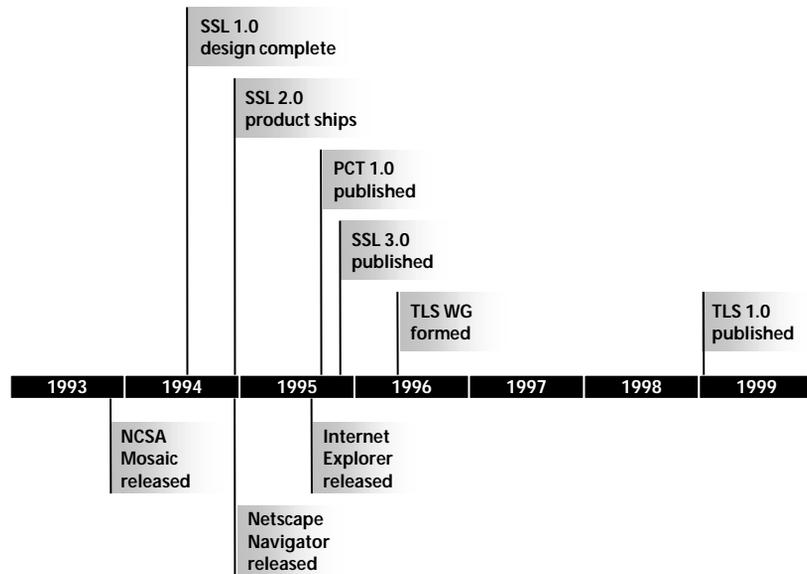 SSL 1.0
design complete
SSL 2.0
product ships
PCT 1.0
published
SSL 3.0
published
TLS WG
formed
TLS 1.0
published
1993 1994 1995 1996 1997 1998 1999
NCSA
Mosaic
released
Internet
Explorer
released
Netscape
Navigator
released